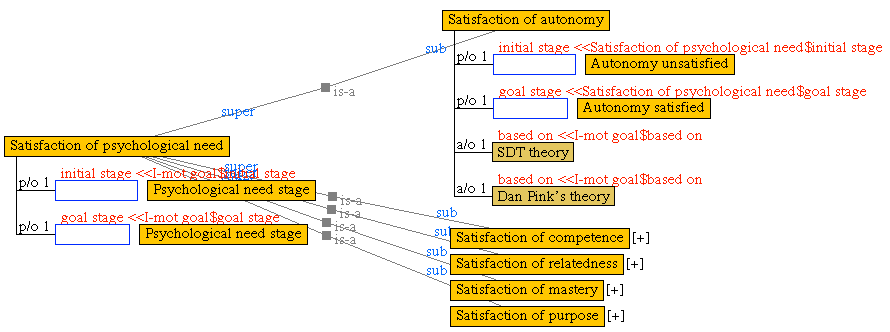 Satisfaction of autonomy
sub
initial stage <<Satisfaction of psychological need$initial stage
p/o 1
Autonomy unsatisfied
is-a
goal stage <<Satisfaction of psychological need$goal stage
p/o 1
Autonomy satisfied
super
based on <<I-mot goal$based on
a/o 1
SDT theory
Satisfaction of psychological need
super
initial stage <<I-mot goal$initial stage
based on <<I-mot goal$based on
p/o 1
Psychological need stage
a/o 1
Dan Pink's theory
is-a
is-a
sub
goal stage <<I-mot goal$goal stage
p/o 1
Psychological need stage
is-a
is-a
sub
Satisfaction of competence [+]
sub
Satisfaction of relatedness [+]
sub
Satisfaction of mastery [+]
Satisfaction of purpose [+]